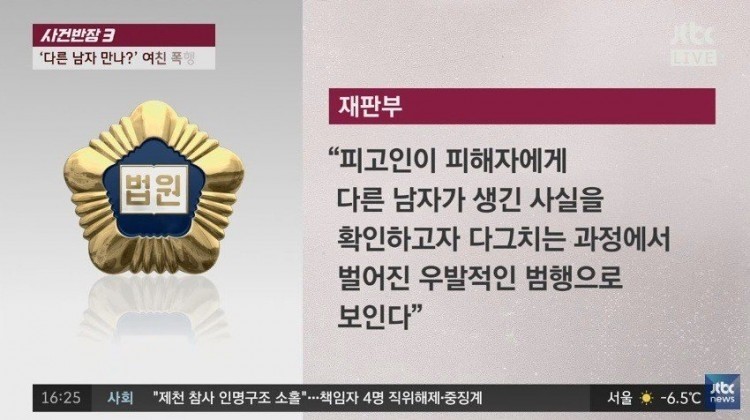 사건반장 3
'다른 남자 만나?' 여친 폭행
jtbc
LIVE
법원
재판부
“피고인이 피해자에게
다른 남자가 생긴 사실을
확인하고자 다그치는 과정에서
벌어진 우발적인 범행으로
보인다”
16:25 사회 "제천 참사 인명구조 소홀"…책임자 4명 직위해제·중징계 서울 -6.5℃
jtbc
news